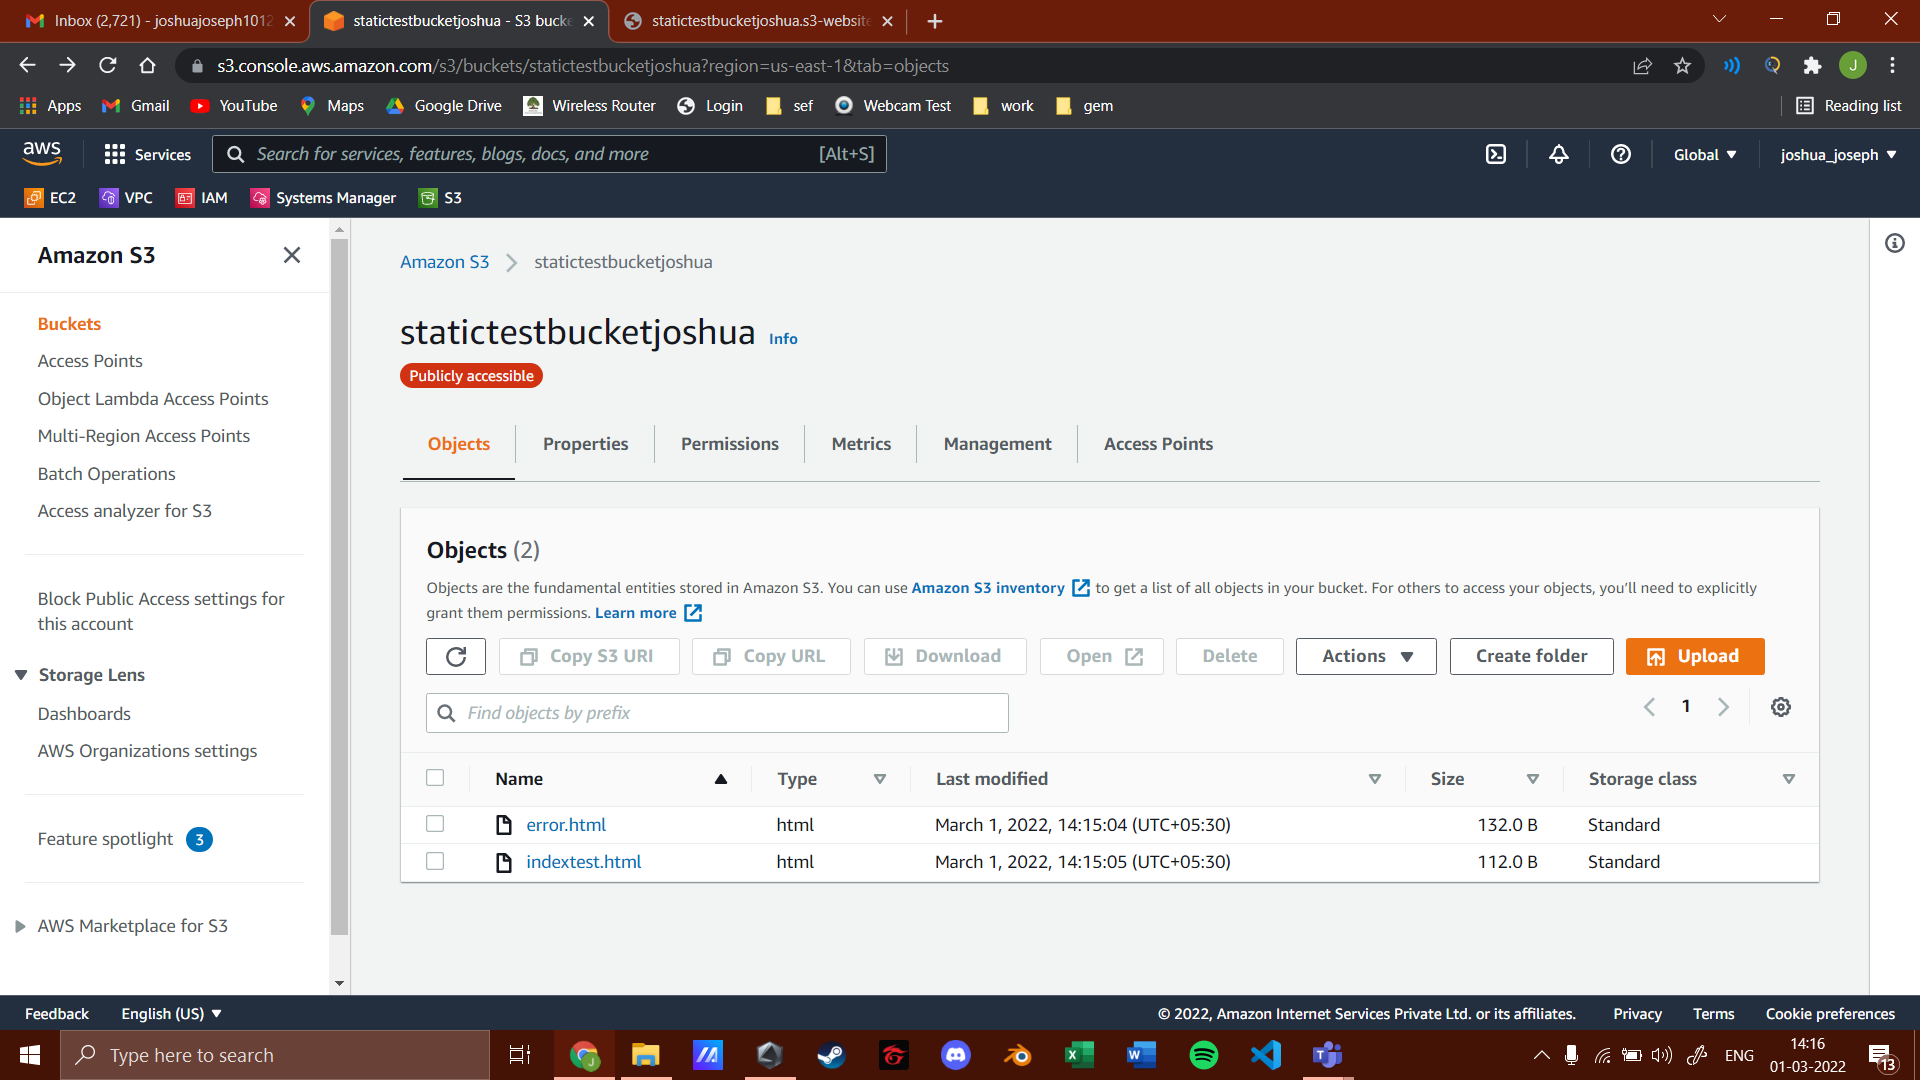 Inbox (2,721) - joshuajoseph1012
statictestbucketjoshua - S3 bucke
statictestbucketjoshua.s3-website
s3.console.aws.amazon.com/s3/buckets/statictestbucketjoshua?region=us-east-1&tab=objects
J
Apps
Gmail
YouTube
Maps
Google Drive
Wireless Router
Login
sef
Webcam Test
work
gem
Reading list
aws
Services
Search for services, features, blogs, docs, and more
[Alt+S]
Global
joshua_joseph
EC2
VPC
IAM
Systems Manager
S3
Amazon S3
Buckets
Access Points
Object Lambda Access Points
Multi-Region Access Points
Batch Operations
Access analyzer for S3
Block Public Access settings for
this account
Storage Lens
Dashboards
AWS Organizations settings
Feature spotlight 3
AWS Marketplace for S3
Amazon S3
statictestbucketjoshua
statictestbucketjoshua Info
Publicly accessible
Objects
Properties
Permissions
Metrics
Management
Access Points
Objects (2)
Objects are the fundamental entities stored in Amazon S3. You can use Amazon S3 inventory to get a list of all objects in your bucket. For others to access your objects, you'll need to explicitly
grant them permissions. Learn more
Copy S3 URI
Copy URL
Download
Open
Delete
Actions
Create folder
Upload
Find objects by prefix
1
Name Type Last modified Size Storage class
error.html html March 1, 2022, 14:15:04 (UTC+05:30) 132.0 B Standard
indextest.html html March 1, 2022, 14:15:05 (UTC+05:30) 112.0 B Standard
Feedback
English (US)
© 2022, Amazon Internet Services Private Ltd. or its affiliates.
Privacy
Terms
Cookie preferences
Type here to search
ENG
14:16
01-03-2022
13